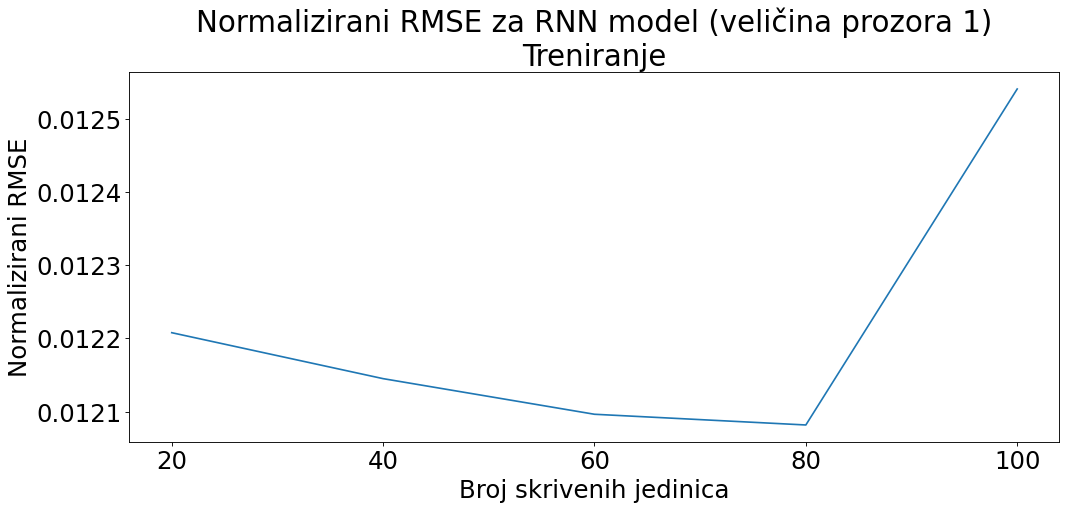 Normalizirani RMSE za RNN model (veličina prozora 1)
Treniranje
Normalizirani RMSE
0.0125
0.0124
0.0123
0.0122
0.0121
20 40 60 80 100
Broj skrivenih jedinica